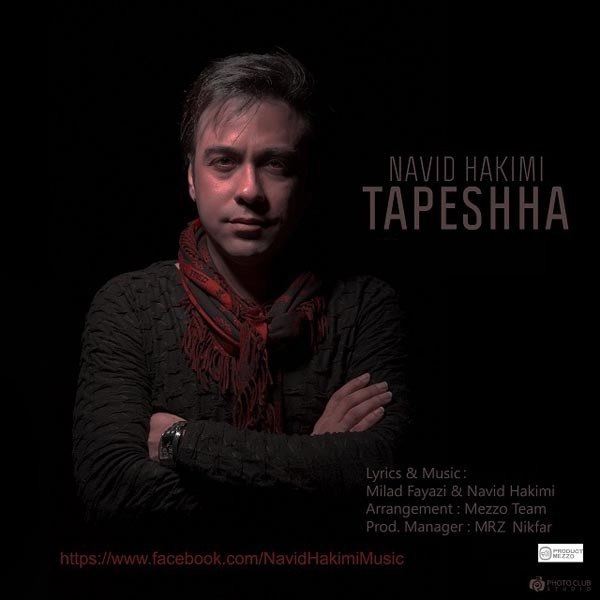 NAVID HAKIMI
TAPESHHA
Lyrics & Music :
Milad Fayazi & Navid Hakimi
Arrangement : Mezzo Team
Prod. Manager : MRZ Nikfar
https://www.facebook.com/NavidHakimiMusic
PRODUCT
MEZZO
PHOTO CLUB
STUDIO